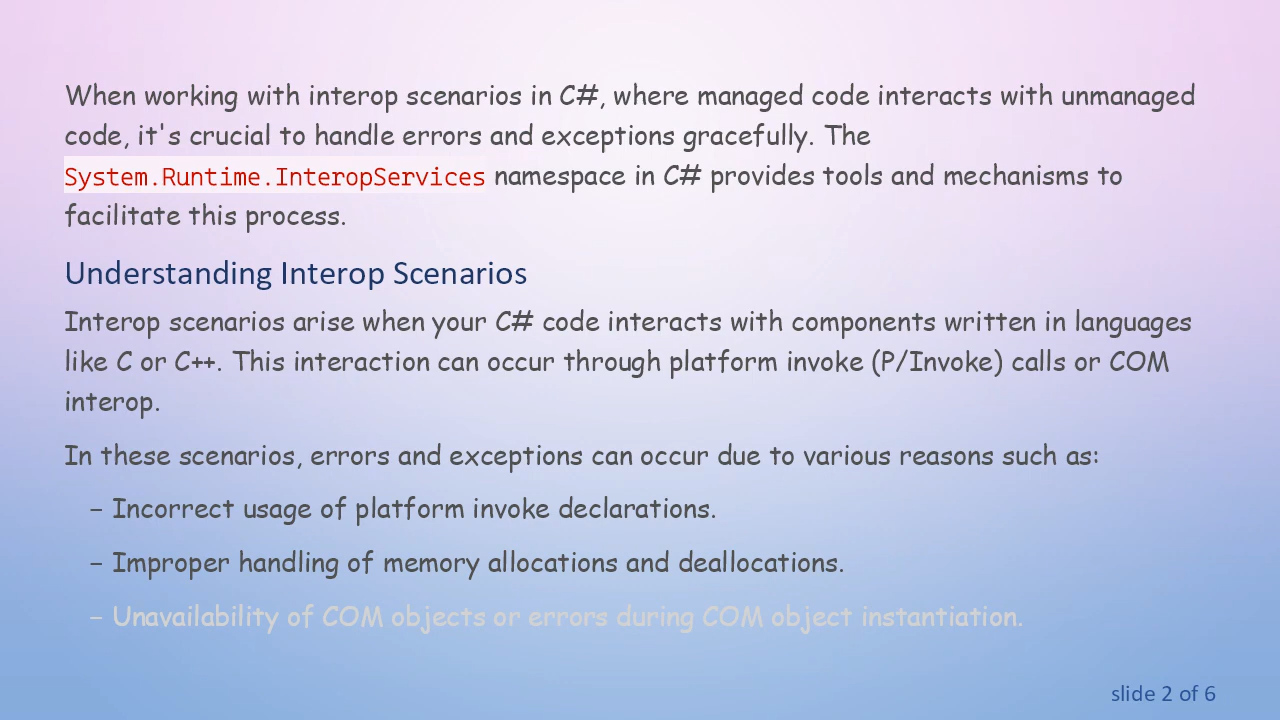 When working with interop scenarios in C#, where managed code interacts with unmanaged
code, it's crucial to handle errors and exceptions gracefully. The
System.Runtime.InteropServices namespace in C# provides tools and mechanisms to
facilitate this process.
Understanding Interop Scenarios
Interop scenarios arise when your C# code interacts with components written in languages
like C or C++. This interaction can occur through platform invoke (P/Invoke) calls or COM
interop.
In these scenarios, errors and exceptions can occur due to various reasons such as:
– Incorrect usage of platform invoke declarations.
– Improper handling of memory allocations and deallocations.
– Unavailability of COM objects or errors during COM object instantiation.
slide 2 of 6